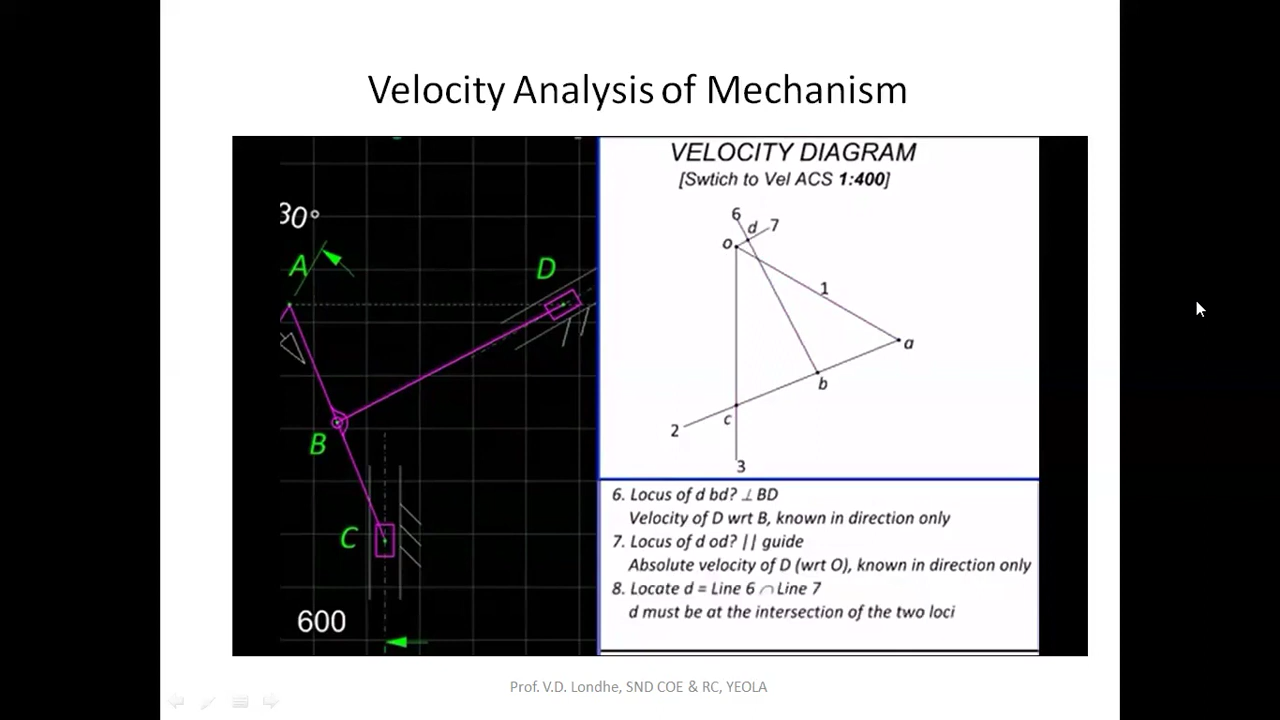 Velocity Analysis of Mechanism
30°
A
D
B
C
600
VELOCITY DIAGRAM
[Swtich to Vel ACS 1:400]
6
d
7
o
1
a
b
c
2
3
6. Locus of d bd? ⊥ BD
Velocity of D wrt B, known in direction only
7. Locus of d od? || guide
Absolute velocity of D (wrt O), known in direction only
8. Locate d = Line 6 ∩ Line 7
d must be at the intersection of the two loci
Prof. V.D. Londhe, SND COE & RC, YEOLA